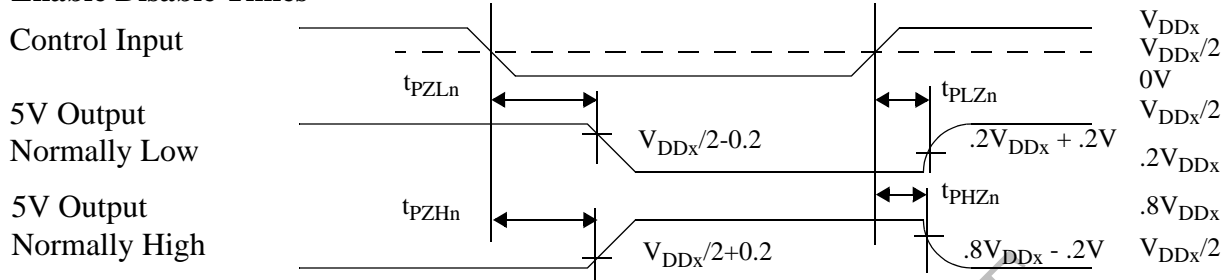 Enable Disable Times
Control Input
V_DDx
V_DDx/2
0V
t_PZLn
t_PLZn
5V Output
Normally Low
V_DDx/2-0.2
.2V_DDx + .2V
V_DDx/2
.2V_DDx
5V Output
Normally High
t_PZHn
t_PHZn
V_DDx/2+0.2
.8V_DDx - .2V
.8V_DDx
V_DDx/2